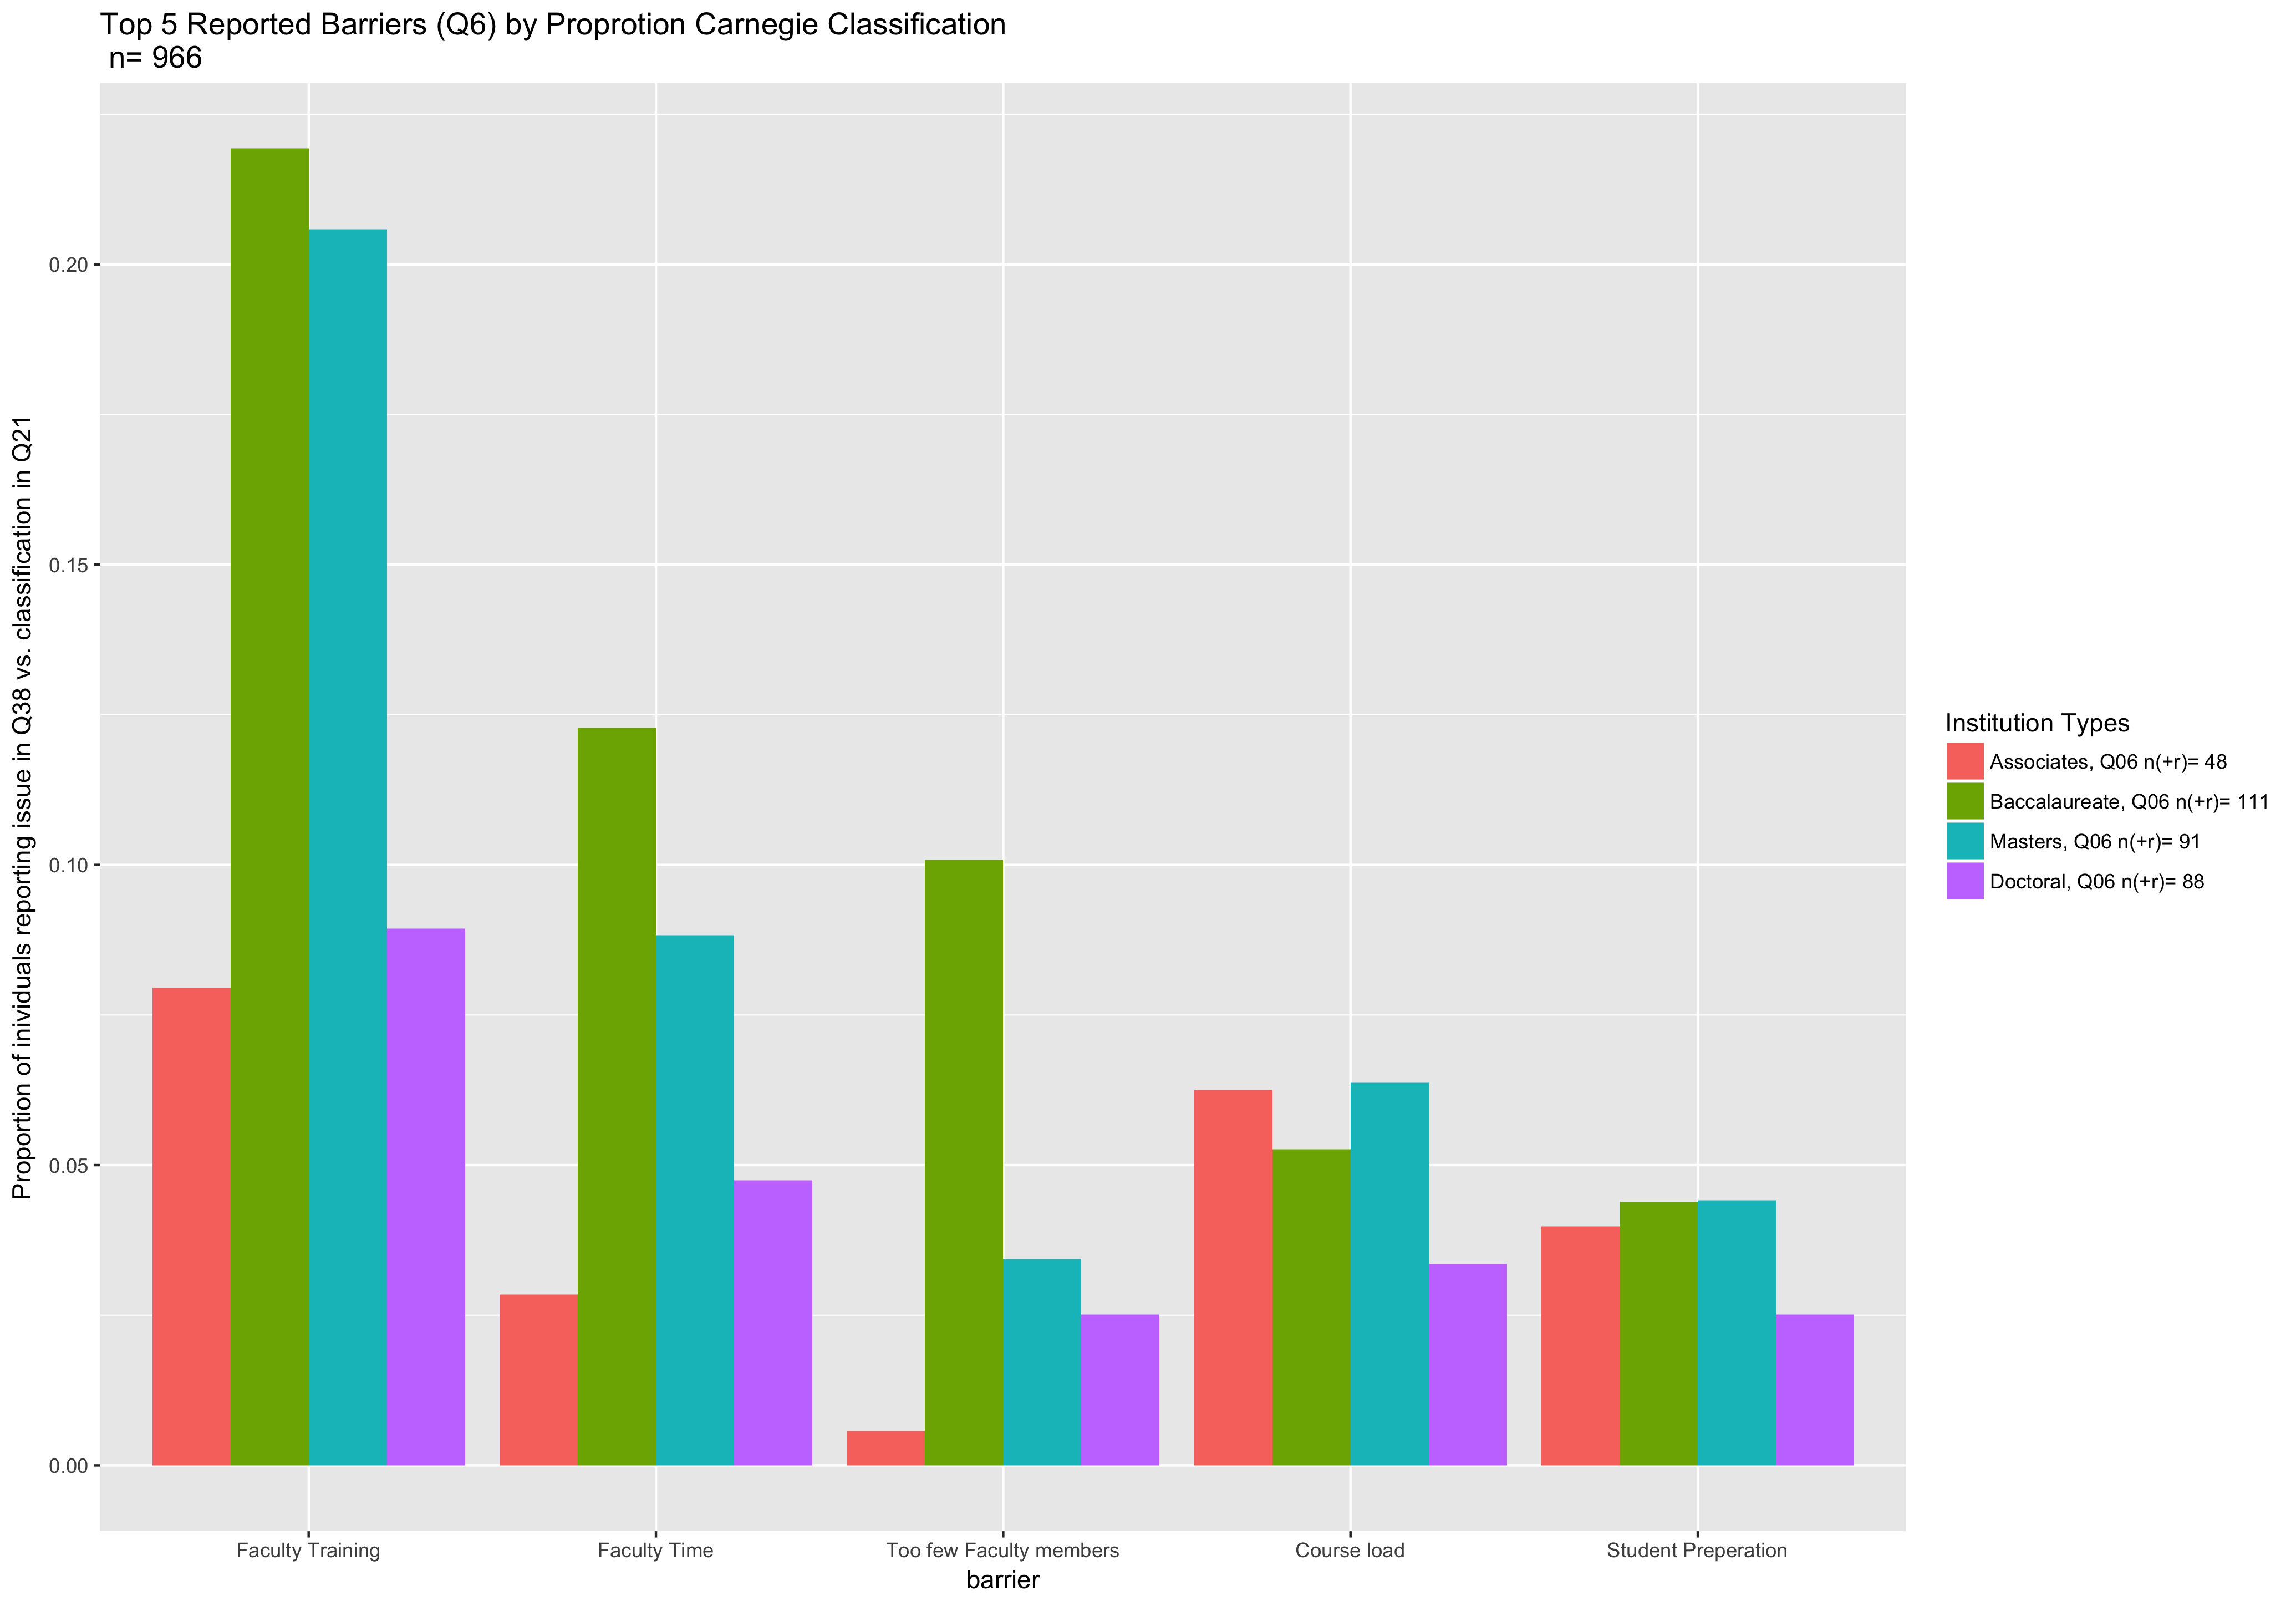 Top 5 Reported Barriers (Q6) by Proprotion Carnegie Classification
n= 966
Proportion of inividuals reporting issue in Q38 vs. classification in Q21
0.20
0.15
0.10
0.05
0.00
Faculty Training
Faculty Time
Too few Faculty members
Course load
Student Preperation
barrier
Institution Types
Associates, Q06 n(+r)= 48
Baccalaureate, Q06 n(+r)= 111
Masters, Q06 n(+r)= 91
Doctoral, Q06 n(+r)= 88